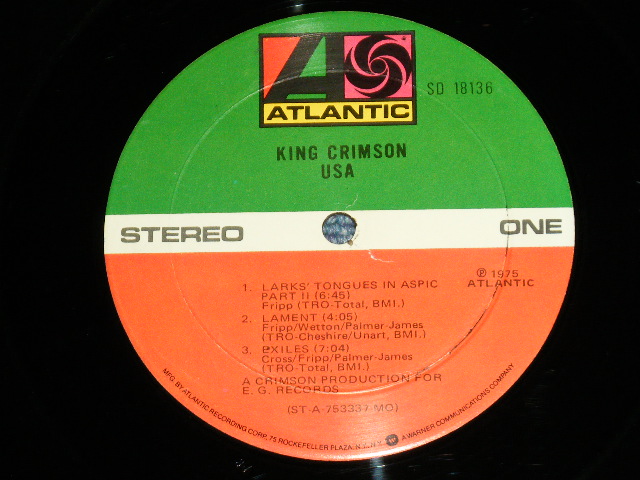 ATLANTIC
SD 18136
KING CRIMSON
USA
STEREO
ONE
℗ 1975
ATLANTIC
1. LARKS' TONGUES IN ASPIC
PART II (6:45)
Fripp (TRO-Total, BMI.)
2. LAMENT (4:05)
Fripp/Wetton/Palmer-James
(TRO-Cheshire/Unart, BMI.)
3. EXILES (7:04)
Cross/Fripp/Palmer-James
(TRO-Total, BMI.)
A CRIMSON PRODUCTION FOR
E. G. RECORDS
(ST-A-753337 MO)
MFG. BY ATLANTIC RECORDING CORP., 75 ROCKEFELLER PLAZA, N.Y., N.Y. A WARNER COMMUNICATIONS COMPANY